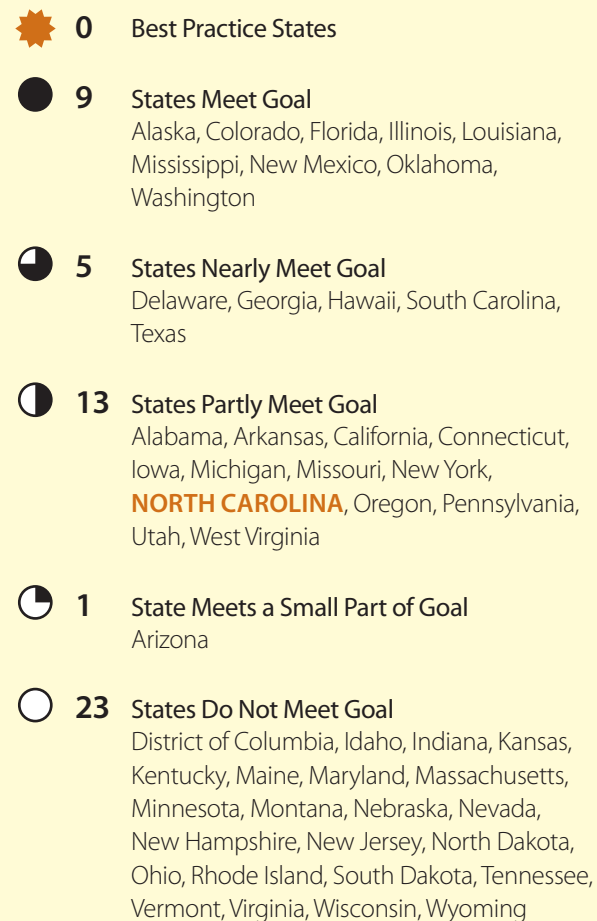 0 Best Practice States
9 States Meet Goal
Alaska, Colorado, Florida, Illinois, Louisiana,
Mississippi, New Mexico, Oklahoma,
Washington
5 States Nearly Meet Goal
Delaware, Georgia, Hawaii, South Carolina,
Texas
13 States Partly Meet Goal
Alabama, Arkansas, California, Connecticut,
Iowa, Michigan, Missouri, New York,
NORTH CAROLINA, Oregon, Pennsylvania,
Utah, West Virginia
1 State Meets a Small Part of Goal
Arizona
23 States Do Not Meet Goal
District of Columbia, Idaho, Indiana, Kansas,
Kentucky, Maine, Maryland, Massachusetts,
Minnesota, Montana, Nebraska, Nevada,
New Hampshire, New Jersey, North Dakota,
Ohio, Rhode Island, South Dakota, Tennessee,
Vermont, Virginia, Wisconsin, Wyoming